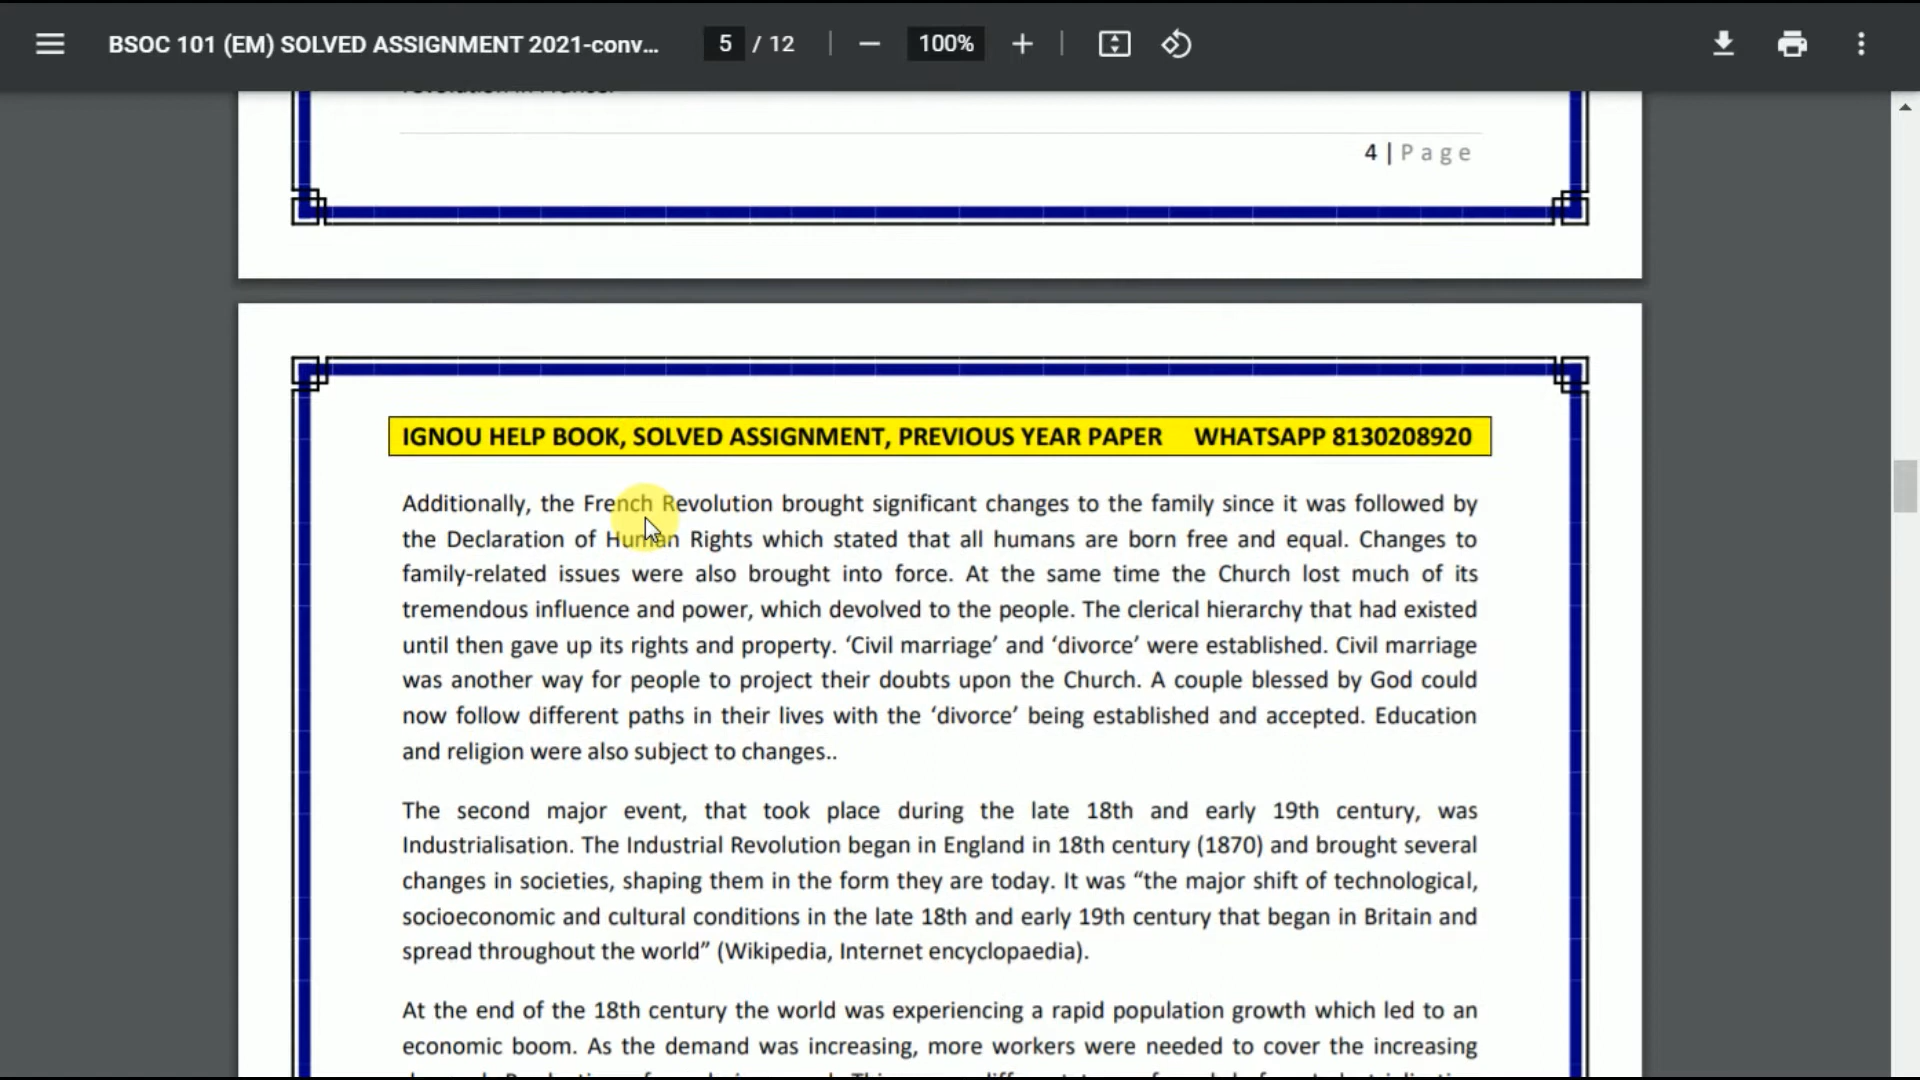 BSOC 101 (EM) SOLVED ASSIGNMENT 2021-conv... 5 / 12 100%
4 | Page
IGNOU HELP BOOK, SOLVED ASSIGNMENT, PREVIOUS YEAR PAPER WHATSAPP 8130208920
Additionally, the French Revolution brought significant changes to the family since it was followed by
the Declaration of Human Rights which stated that all humans are born free and equal. Changes to
family-related issues were also brought into force. At the same time the Church lost much of its
tremendous influence and power, which devolved to the people. The clerical hierarchy that had existed
until then gave up its rights and property. ‘Civil marriage’ and ‘divorce’ were established. Civil marriage
was another way for people to project their doubts upon the Church. A couple blessed by God could
now follow different paths in their lives with the ‘divorce’ being established and accepted. Education
and religion were also subject to changes..
The second major event, that took place during the late 18th and early 19th century, was
Industrialisation. The Industrial Revolution began in England in 18th century (1870) and brought several
changes in societies, shaping them in the form they are today. It was “the major shift of technological,
socioeconomic and cultural conditions in the late 18th and early 19th century that began in Britain and
spread throughout the world” (Wikipedia, Internet encyclopaedia).
At the end of the 18th century the world was experiencing a rapid population growth which led to an
economic boom. As the demand was increasing, more workers were needed to cover the increasing